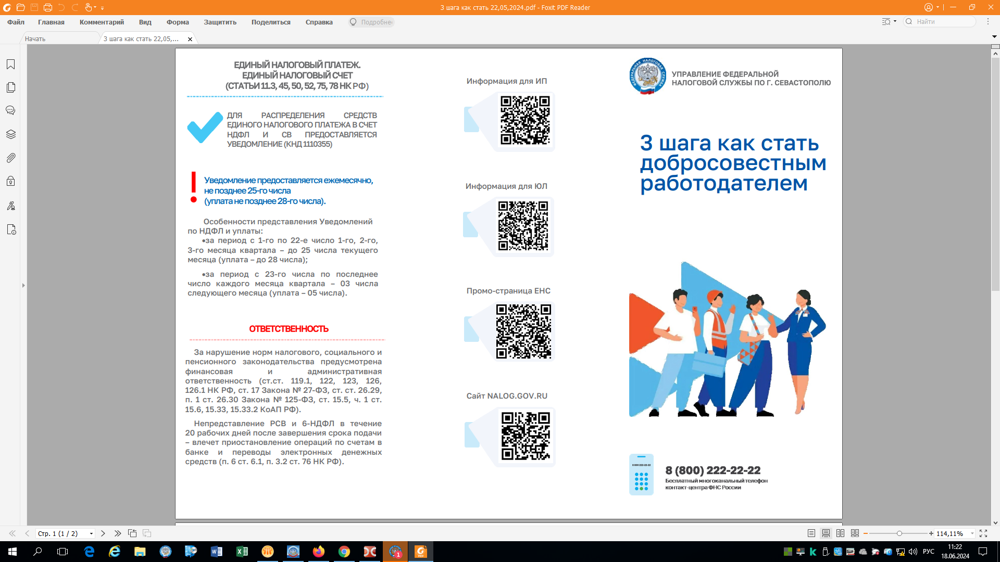 3 шага как стать 22,05,2024.pdf - Foxit PDF Reader
Файл Главная Комментарий Вид Форма Защитить Поделиться Справка Подробнее Найти
Начать 3 шага как стать 22,05,...
ЕДИНЫЙ НАЛОГОВЫЙ ПЛАТЕЖ.
ЕДИНЫЙ НАЛОГОВЫЙ СЧЕТ
(СТАТЬИ 11.3, 45, 50, 52, 75, 78 НК РФ)
ДЛЯ РАСПРЕДЕЛЕНИЯ СРЕДСТВ
ЕДИНОГО НАЛОГОВОГО ПЛАТЕЖА В СЧЕТ
НДФЛ И СВ ПРЕДОСТАВЛЯЕТСЯ
УВЕДОМЛЕНИЕ (КНД 1110355)
!
Уведомление предоставляется ежемесячно,
не позднее 25-го числа
(уплата не позднее 28-го числа).
Особенности представления Уведомлений
по НДФЛ и уплаты:
•за период с 1-го по 22-е число 1-го, 2-го,
3-го месяца квартала – до 25 числа текущего
месяца (уплата – до 28 числа);
•за период с 23-го числа по последнее
число каждого месяца квартала – 03 числа
следующего месяца (уплата – 05 числа).
ОТВЕТСТВЕННОСТЬ
За нарушение норм налогового, социального и
пенсионного законодательства предусмотрена
финансовая и административная
ответственность (ст.ст. 119.1, 122, 123, 126,
126.1 НК РФ, ст. 17 Закона № 27-ФЗ, ст. ст. 26.29,
п. 1 ст. 26.30 Закона № 125-ФЗ, ст. 15.5, ч. 1 ст.
15.6, 15.33, 15.33.2 КоАП РФ).
Непредставление РСВ и 6-НДФЛ в течение
20 рабочих дней после завершения срока подачи
– влечет приостановление операций по счетам в
банке и переводы электронных денежных
средств (п. 6 ст. 6.1, п. 3.2 ст. 76 НК РФ).
Информация для ИП
Информация для ЮЛ
Промо-страница ЕНС
Сайт NALOG.GOV.RU
ФЕДЕРАЛЬНАЯ НАЛОГОВАЯ СЛУЖБА
УПРАВЛЕНИЕ ФЕДЕРАЛЬНОЙ
НАЛОГОВОЙ СЛУЖБЫ ПО Г. СЕВАСТОПОЛЮ
3 шага как стать
добросовестным
работодателем
8 800 222-22-22
8 (800) 222-22-22
Бесплатный многоканальный телефон
контакт-центра ФНС России
Стр. 1 (1 / 2) 114,11%
1 РУС 11:22
18.06.2024